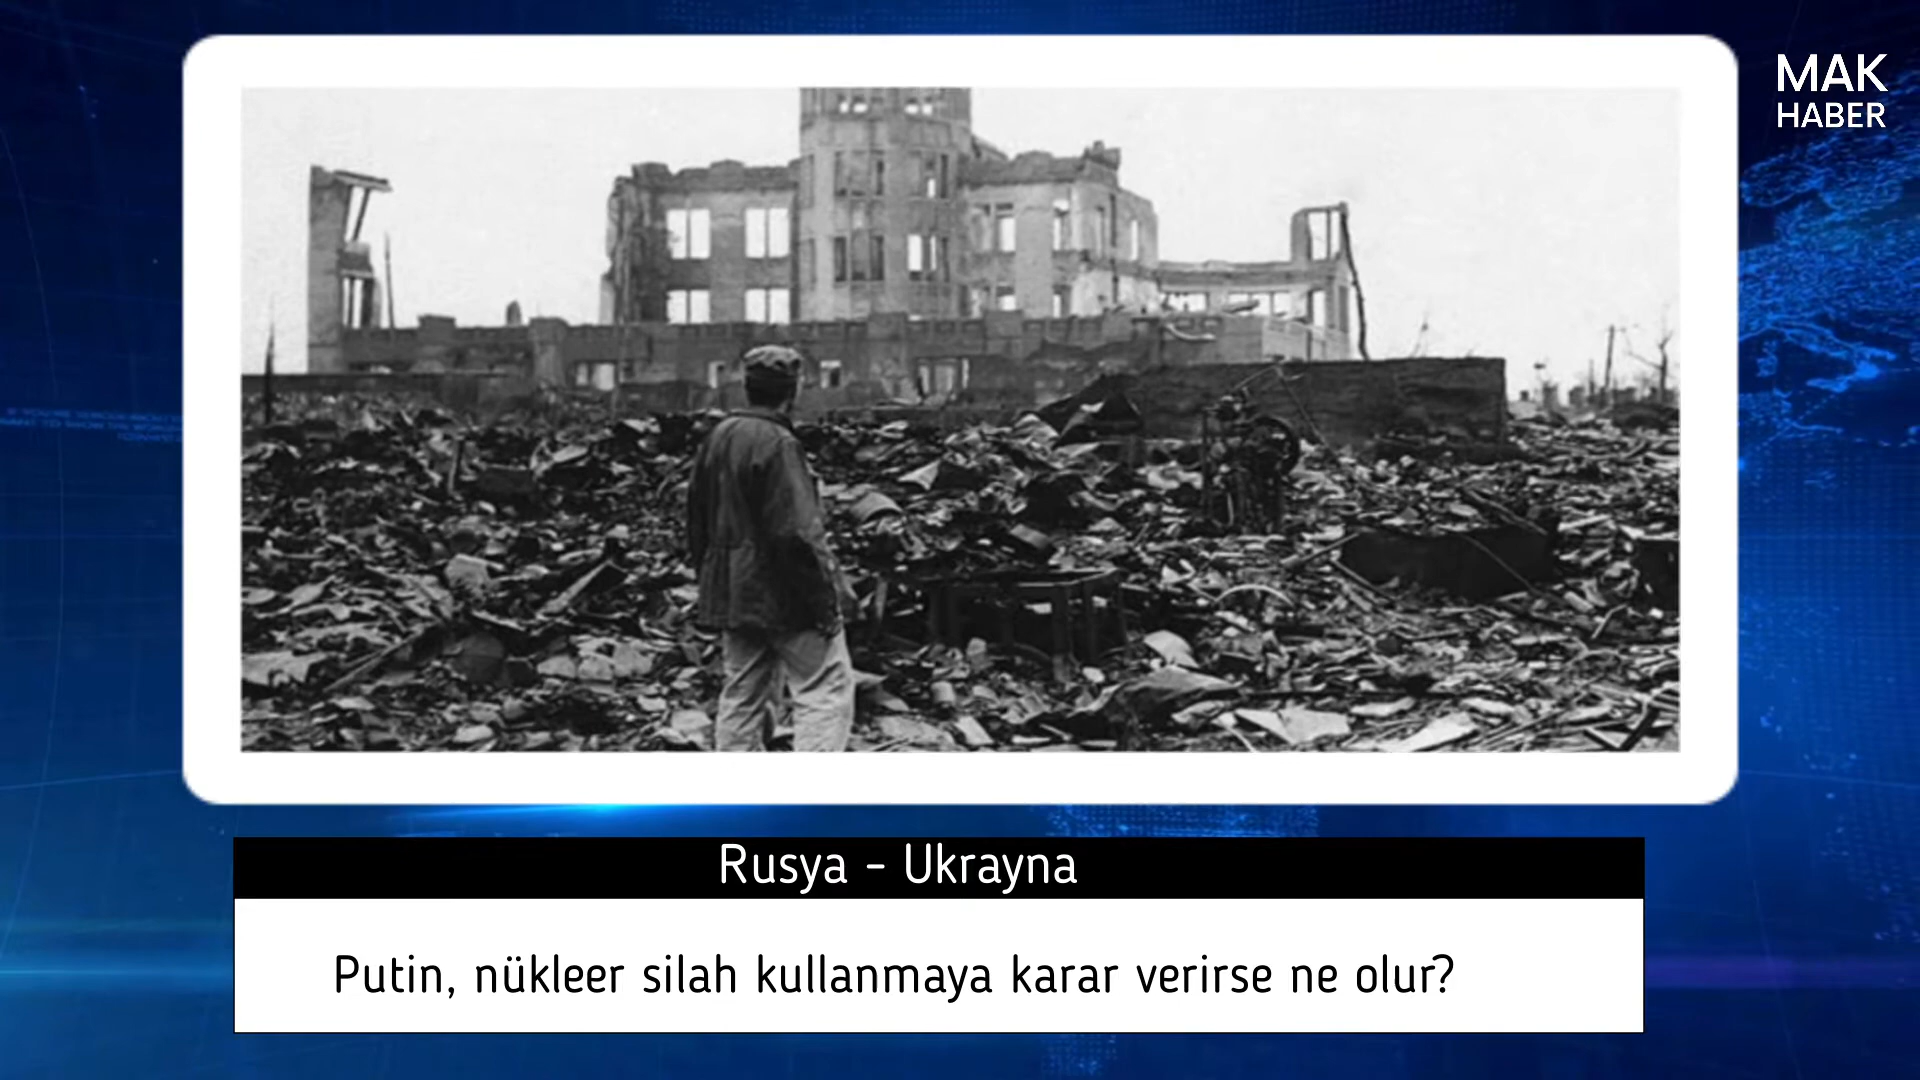 MAK
HABER
Rusya - Ukrayna
Putin, nükleer silah kullanmaya karar verirse ne olur?